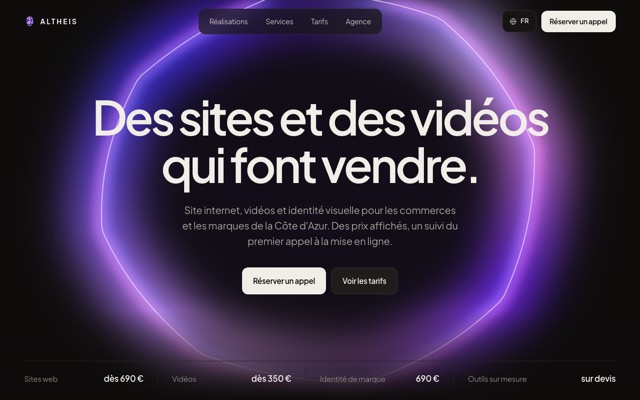 ALTHEIS
Réalisations Services Tarifs Agence
FR
Réserver un appel
Des sites et des vidéos
qui font vendre.
Site internet, vidéos et identité visuelle pour les commerces
et les marques de la Côte d'Azur. Des prix affichés, un suivi du
premier appel à la mise en ligne.
Réserver un appel Voir les tarifs
Sites web dès 690 € Vidéos dès 350 € Identité de marque 690 € Outils sur mesure sur devis